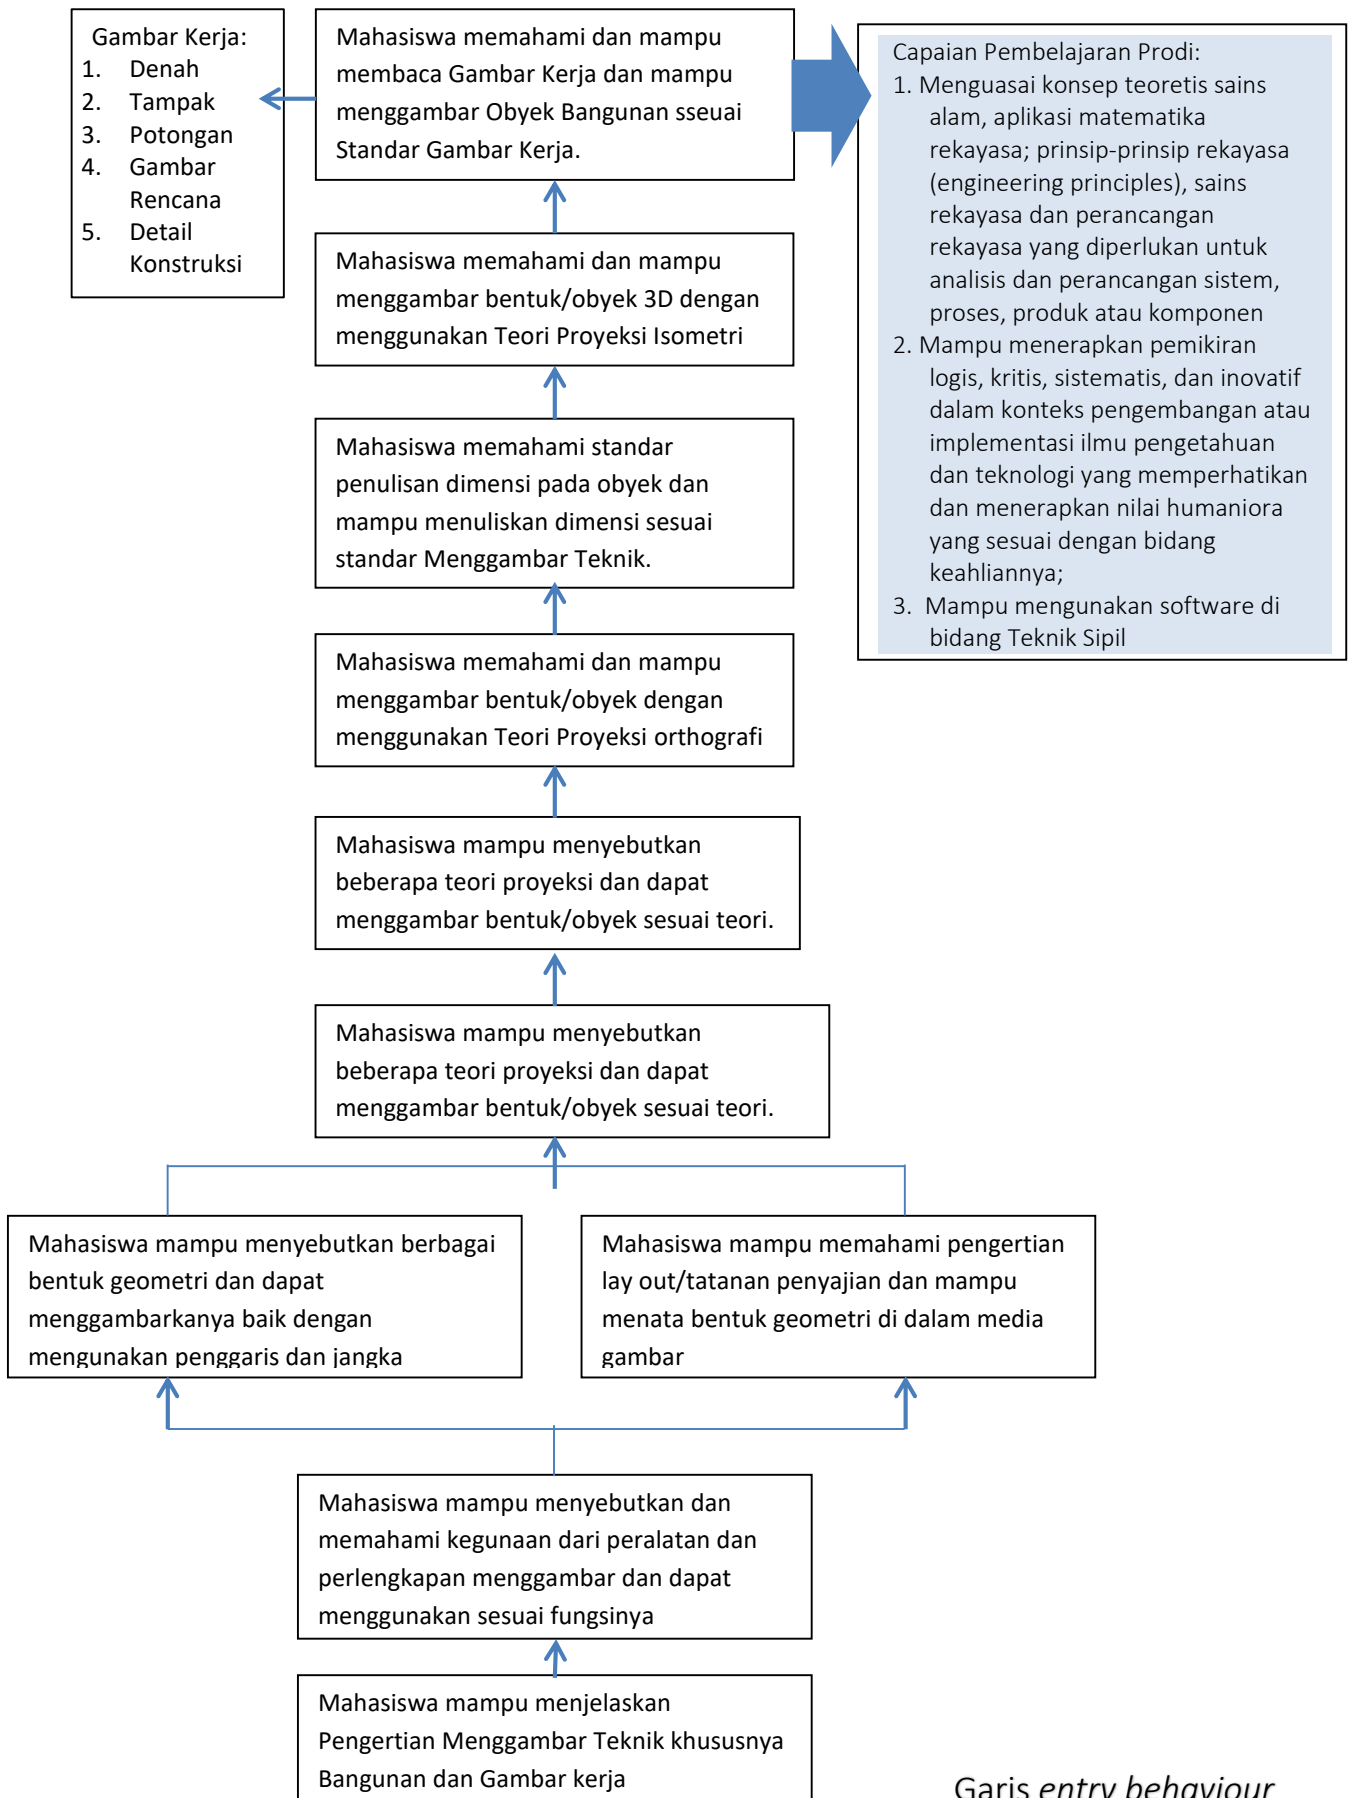 Gambar Kerja:
1. Denah
2. Tampak
3. Potongan
4. Gambar
Rencana
5. Detail
Konstruksi
Mahasiswa memahami dan mampu
membaca Gambar Kerja dan mampu
menggambar Obyek Bangunan sseuai
Standar Gambar Kerja.
Capaian Pembelajaran Prodi:
1. Menguasai konsep teoretis sains
alam, aplikasi matematika
rekayasa; prinsip-prinsip rekayasa
(engineering principles), sains
rekayasa dan perancangan
rekayasa yang diperlukan untuk
analisis dan perancangan sistem,
proses, produk atau komponen
2. Mampu menerapkan pemikiran
logis, kritis, sistematis, dan inovatif
dalam konteks pengembangan atau
implementasi ilmu pengetahuan
dan teknologi yang memperhatikan
dan menerapkan nilai humaniora
yang sesuai dengan bidang
keahliannya;
3. Mampu mengunakan software di
bidang Teknik Sipil
Mahasiswa memahami dan mampu
menggambar bentuk/obyek 3D dengan
menggunakan Teori Proyeksi Isometri
Mahasiswa memahami standar
penulisan dimensi pada obyek dan
mampu menuliskan dimensi sesuai
standar Menggambar Teknik.
Mahasiswa memahami dan mampu
menggambar bentuk/obyek dengan
menggunakan Teori Proyeksi orthografi
Mahasiswa mampu menyebutkan
beberapa teori proyeksi dan dapat
menggambar bentuk/obyek sesuai teori.
Mahasiswa mampu menyebutkan
beberapa teori proyeksi dan dapat
menggambar bentuk/obyek sesuai teori.
Mahasiswa mampu menyebutkan berbagai
bentuk geometri dan dapat
menggambarkanya baik dengan
mengunakan penggaris dan jangka
Mahasiswa mampu memahami pengertian
lay out/tatanan penyajian dan mampu
menata bentuk geometri di dalam media
gambar
Mahasiswa mampu menyebutkan dan
memahami kegunaan dari peralatan dan
perlengkapan menggambar dan dapat
menggunakan sesuai fungsinya
Mahasiswa mampu menjelaskan
Pengertian Menggambar Teknik khususnya
Bangunan dan Gambar kerja
Garis entry behaviour